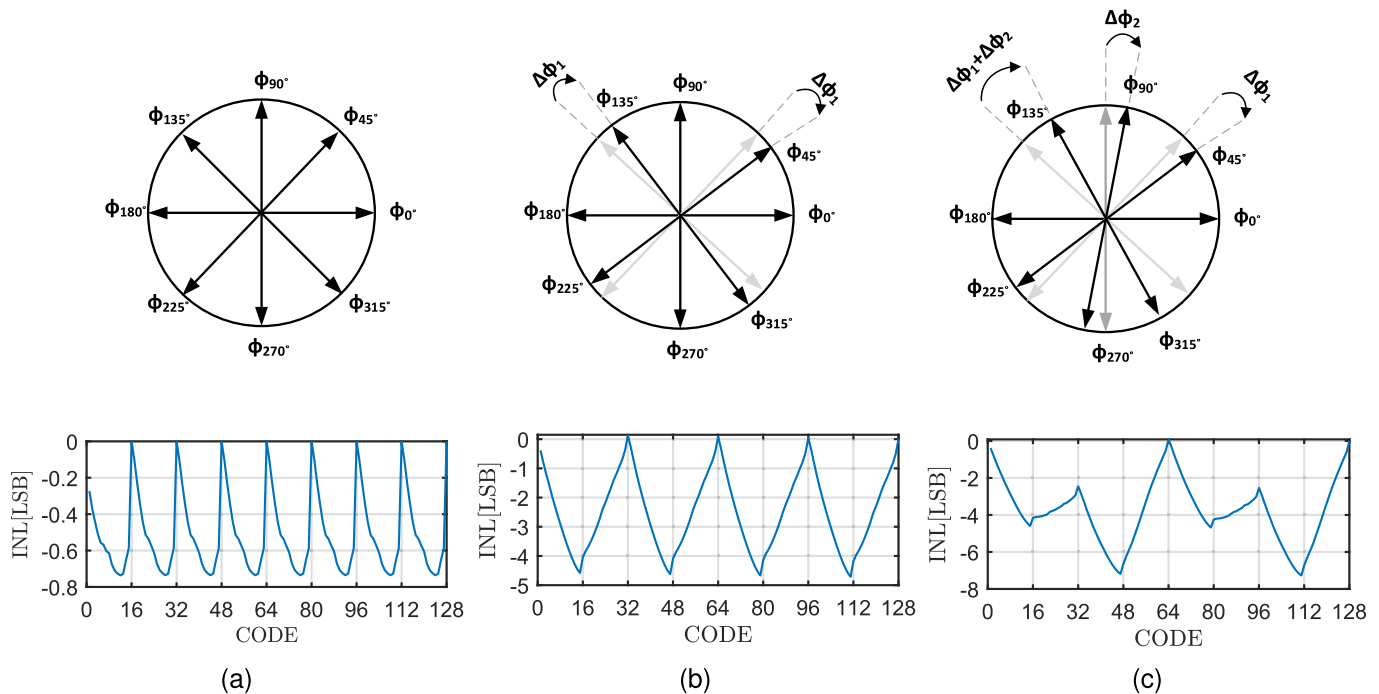 Φ90°
Φ135° Φ45°
Φ180° Φ0°
Φ225° Φ315°
Φ270°
Δϕ1 Δϕ1
Φ90°
Φ135° Φ45°
Φ180° Φ0°
Φ225° Φ315°
Φ270°
Δϕ2
Δϕ1+Δϕ2 Δϕ1
Φ90°
Φ135° Φ45°
Φ180° Φ0°
Φ225° Φ315°
Φ270°
INL[LSB]
0
-0.2
-0.4
-0.6
-0.8
0 16 32 48 64 80 96 112 128
CODE
(a)
INL[LSB]
0
-1
-2
-3
-4
-5
0 16 32 48 64 80 96 112 128
CODE
(b)
INL[LSB]
0
-2
-4
-6
-8
0 16 32 48 64 80 96 112 128
CODE
(c)